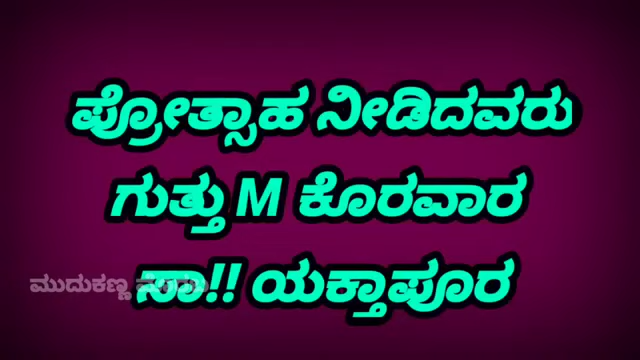 ಪ್ರೋತ್ಸಾಹ ನೀಡಿದವರು
ಗುತ್ತು M ಕೊರವಾರ
ಸಾ!! ಯಕ್ತಾಪೂರ
ಮುದುಕಣ್ಣ